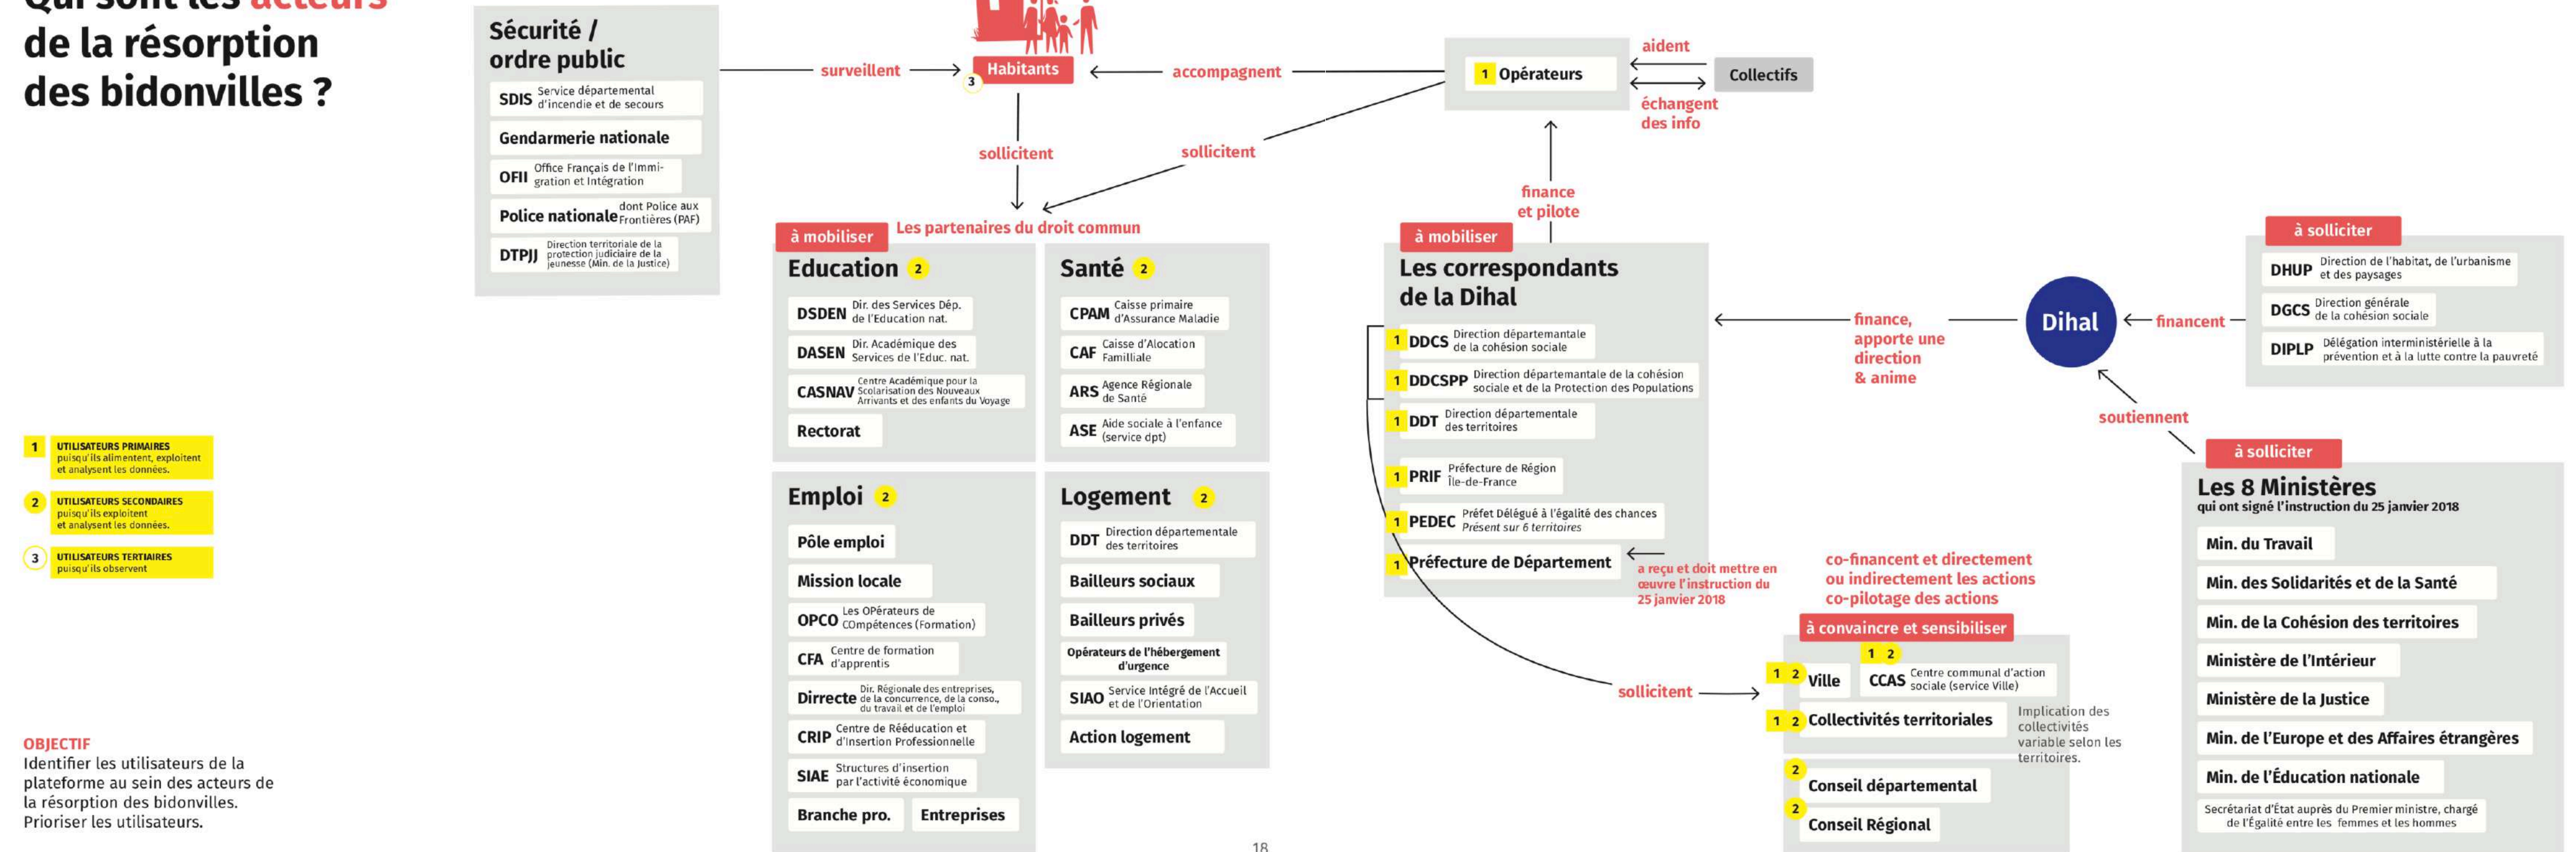 Qui sont les acteurs
de la résorption
des bidonvilles ?
1
UTILISATEURS PRIMAIRES
puisqu'ils alimentent, exploitent
et analysent les données.
2
UTILISATEURS SECONDAIRES
puisqu'ils exploitent
et analysent les données.
3
UTILISATEURS TERTIAIRES
puisqu'ils observent
OBJECTIF
Identifier les utilisateurs de la
plateforme au sein des acteurs de
la résorption des bidonvilles.
Prioriser les utilisateurs.
Sécurité /
ordre public
SDIS Service départemental
d'incendie et de secours
Gendarmerie nationale
OFII Office Français de l'Immi-
gration et Intégration
Police nationale dont Police aux
Frontières (PAF)
DTPJJ Direction territoriale de la
protection judiciaire de la
jeunesse (Min. de la Justice)
surveillent
Habitants
3
accompagnent
1 Opérateurs
aident
Collectifs
échangent
des info
sollicitent
sollicitent
finance
et pilote
à mobiliser
Les partenaires du droit commun
Education 2
DSDEN Dir. des Services Dép.
de l'Education nat.
DASEN Dir. Académique des
Services de l'Educ. nat.
CASNAV Centre Académique pour la
Scolarisation des Nouveaux
Arrivants et des enfants du Voyage
Rectorat
Santé 2
CPAM Caisse primaire
d'Assurance Maladie
CAF Caisse d'Alocation
Familliale
ARS Agence Régionale
de Santé
ASE Aide sociale à l'enfance
(service dpt)
Emploi 2
Pôle emploi
Mission locale
OPCO Les OPérateurs de
COmpétences (Formation)
CFA Centre de formation
d'apprentis
Dirrecte Dir. Régionale des entreprises,
de la concurrence, de la conso.,
du travail et de l'emploi
CRIP Centre de Rééducation et
d'Insertion Professionnelle
SIAE Structures d'insertion
par l'activité économique
Branche pro.
Entreprises
Logement 2
DDT Direction départementale
des territoires
Bailleurs sociaux
Bailleurs privés
Opérateurs de l'hébergement
d'urgence
SIAO Service Intégré de l'Accueil
et de l'Orientation
Action logement
18
à mobiliser
Les correspondants
de la Dihal
1 DDCS Direction départemantale
de la cohésion sociale
1 DDCSPP Direction départemantale de la cohésion
sociale et de la Protection des Populations
1 DDT Direction départementale
des territoires
1 PRIF Préfecture de Région
Île-de-France
1 PEDEC Préfet Délégué à l'égalité des chances
Présent sur 6 territoires
1 Préfecture de Département
a reçu et doit mettre en
œuvre l'instruction du
25 janvier 2018
finance,
apporte une
direction
& anime
Dihal
financent
à solliciter
DHUP Direction de l'habitat, de l'urbanisme
et des paysages
DGCS Direction générale
de la cohésion sociale
DIPLP Délégation interministérielle à la
prévention et à la lutte contre la pauvreté
soutiennent
à solliciter
Les 8 Ministères
qui ont signé l'instruction du 25 janvier 2018
Min. du Travail
Min. des Solidarités et de la Santé
Min. de la Cohésion des territoires
Ministère de l'Intérieur
Ministère de la Justice
Min. de l'Europe et des Affaires étrangères
Min. de l'Éducation nationale
Secrétariat d'État auprès du Premier ministre, chargé
de l'Égalité entre les femmes et les hommes
sollicitent
co-financent et directement
ou indirectement les actions
co-pilotage des actions
à convaincre et sensibiliser
1 2 Ville
1 2
CCAS Centre communal d'action
sociale (service Ville)
1 2 Collectivités territoriales
Implication des
collectivités
variable selon les
territoires.
2
Conseil départemental
2
Conseil Régional